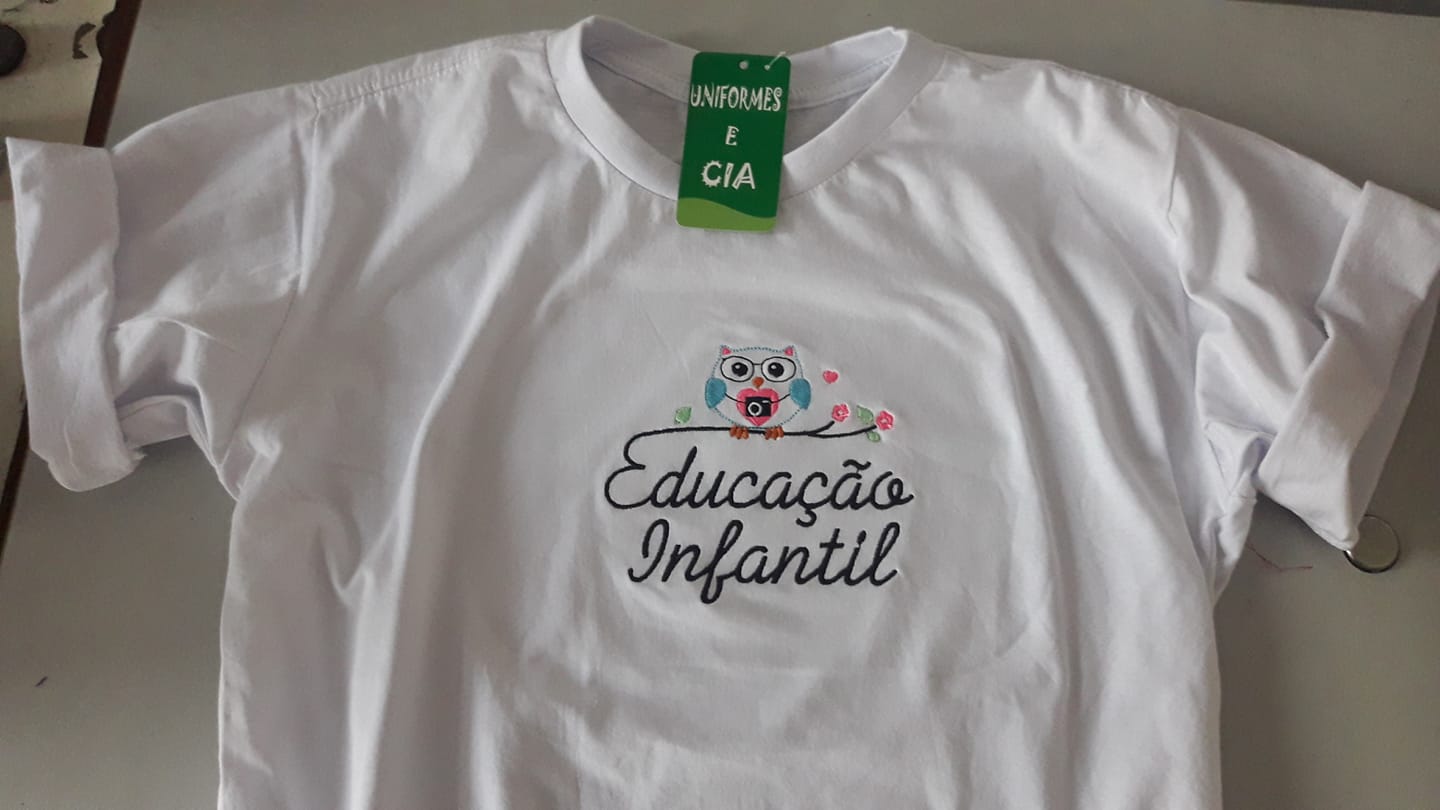 UNIFORMES
E
CIA
Educação
Infantil